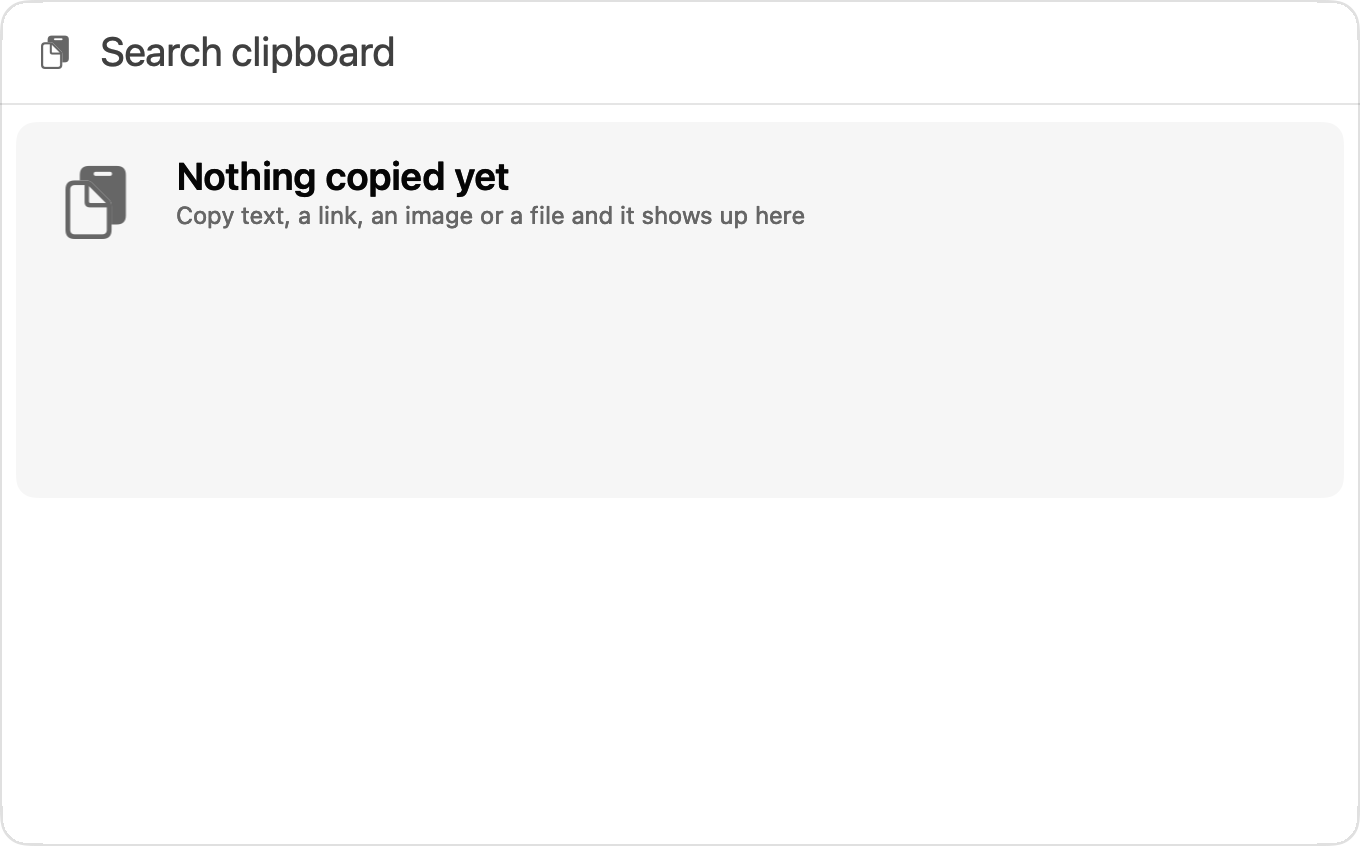 Search clipboard
Nothing copied yet
Copy text, a link, an image or a file and it shows up here